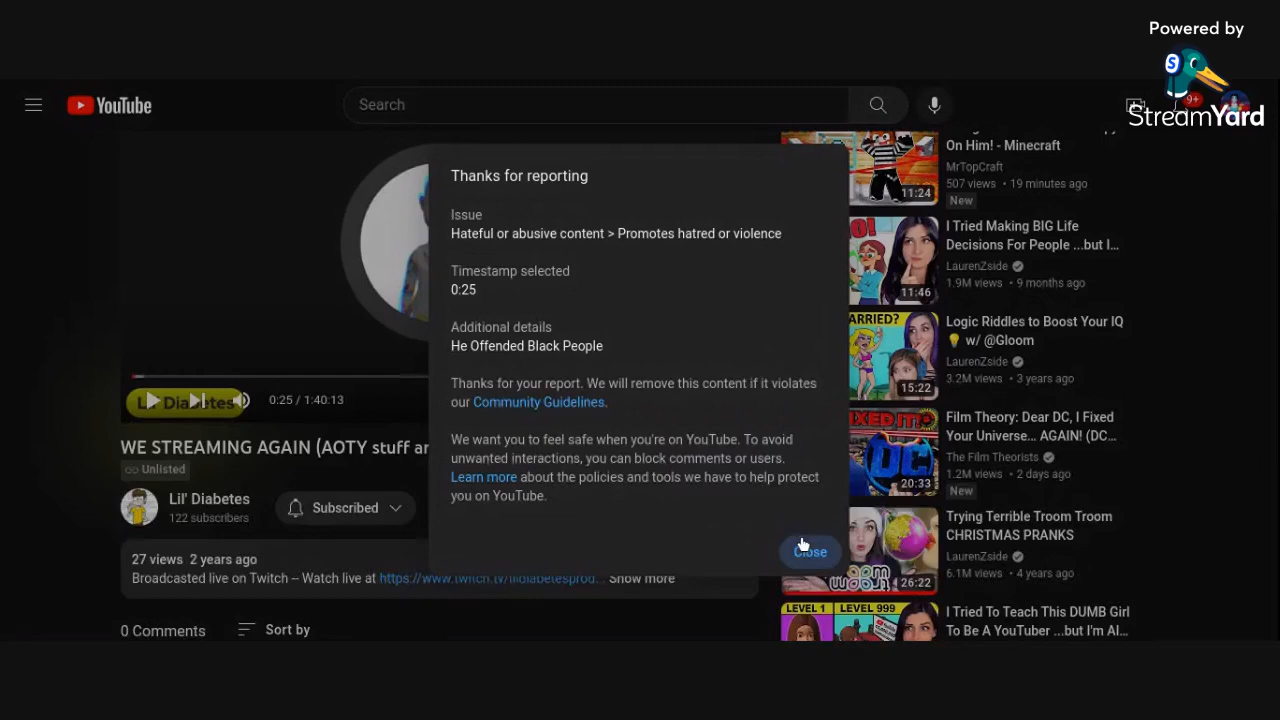 Powered by
StreamYard
YouTube
Search
9+
Thanks for reporting
Issue
Hateful or abusive content > Promotes hatred or violence
Timestamp selected
0:25
Additional details
He Offended Black People
Thanks for your report. We will remove this content if it violates
our Community Guidelines.
We want you to feel safe when you're on YouTube. To avoid
unwanted interactions, you can block comments or users.
Learn more about the policies and tools we have to help protect
you on YouTube.
Close
Lil' Diabetes
0:25 / 1:40:13
WE STREAMING AGAIN (AOTY stuff
Unlisted
Lil' Diabetes
122 subscribers
Subscribed
27 views 2 years ago
Broadcasted live on Twitch -- Watch live at https://www.twitch.tv/lildiabetesprod... Show more
0 Comments
Sort by
On Him! - Minecraft
MrTopCraft
507 views • 19 minutes ago
New
11:24
I Tried Making BIG Life
Decisions For People ...but I...
LaurenZside
1.9M views • 9 months ago
11:46
Logic Riddles to Boost Your IQ
💡 w/ @Gloom
LaurenZside
3.2M views • 3 years ago
15:22
Film Theory: Dear DC, I Fixed
Your Universe... AGAIN! (DC...
The Film Theorists
1.2M views • 2 days ago
New
20:33
Trying Terrible Troom Troom
CHRISTMAS PRANKS
LaurenZside
6.1M views • 4 years ago
26:22
I Tried To Teach This DUMB Girl
To Be A YouTuber ...but I'm Al...
LEVEL 1 LEVEL 999